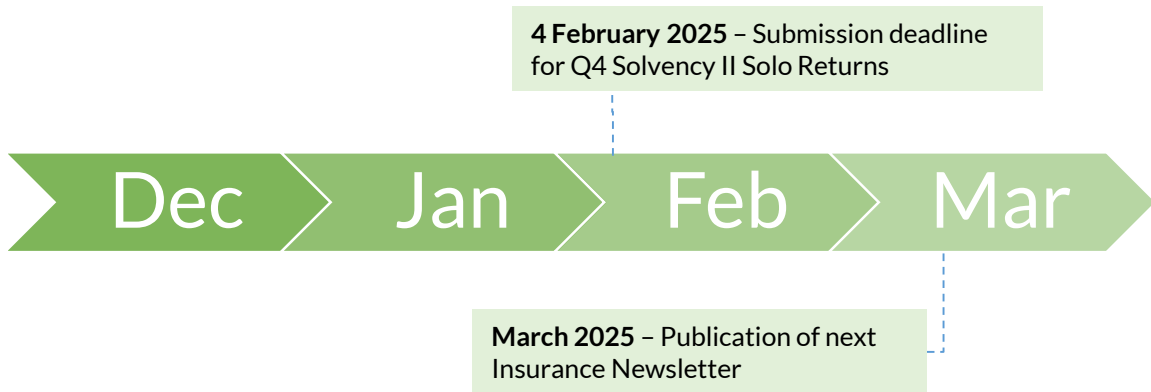 4 February 2025 – Submission deadline
for Q4 Solvency II Solo Returns
Dec
Jan
Feb
Mar
March 2025 – Publication of next
Insurance Newsletter